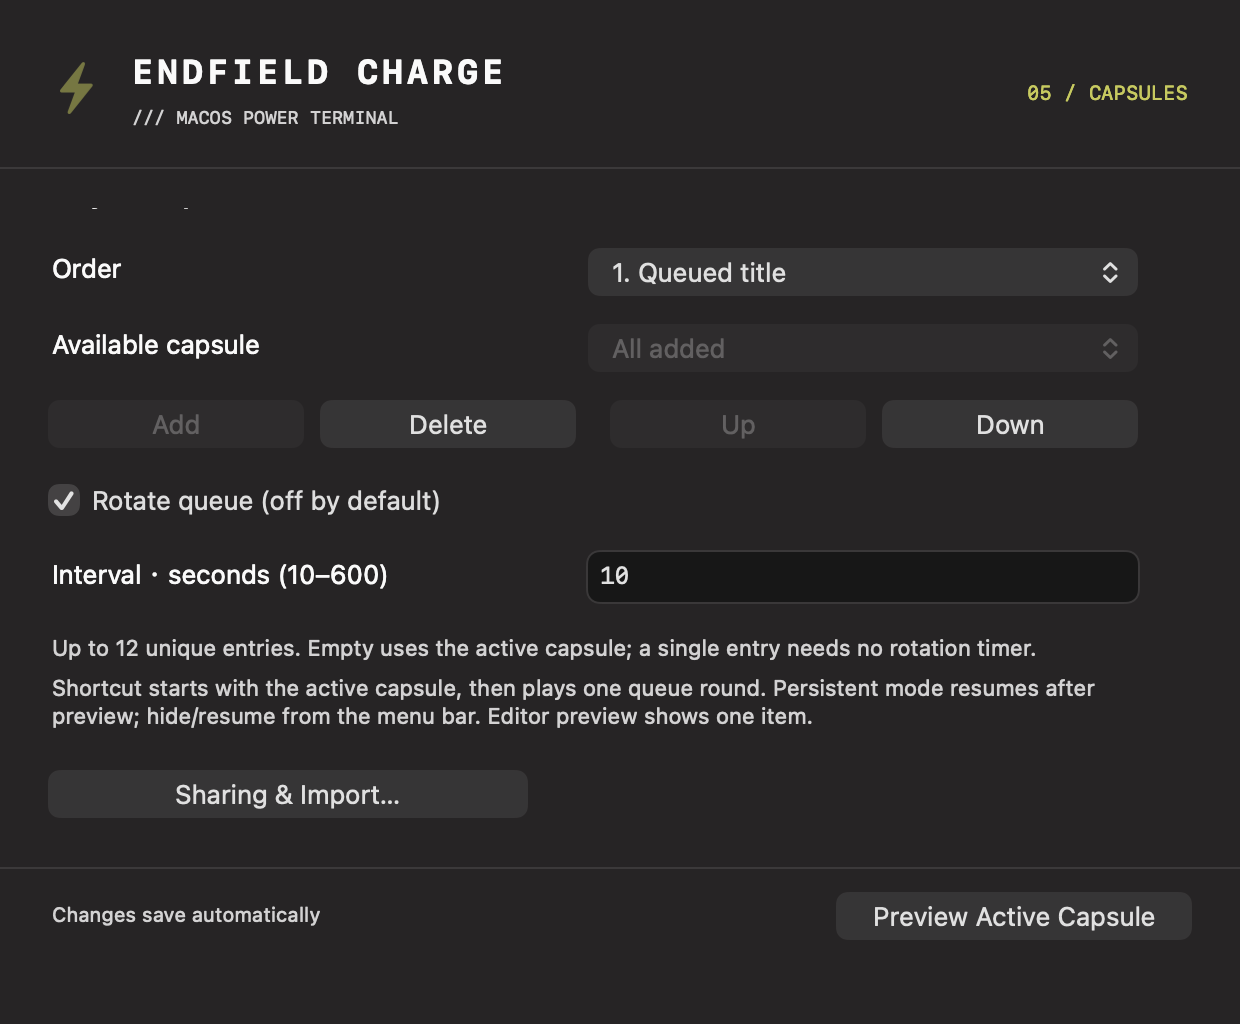 ENDFIELD CHARGE
/// MACOS POWER TERMINAL
05 / CAPSULES
Order
1. Queued title
Available capsule
All added
Add
Delete
Up
Down
Rotate queue (off by default)
Interval · seconds (10–600)
10
Up to 12 unique entries. Empty uses the active capsule; a single entry needs no rotation timer.
Shortcut starts with the active capsule, then plays one queue round. Persistent mode resumes after
preview; hide/resume from the menu bar. Editor preview shows one item.
Sharing & Import...
Changes save automatically
Preview Active Capsule